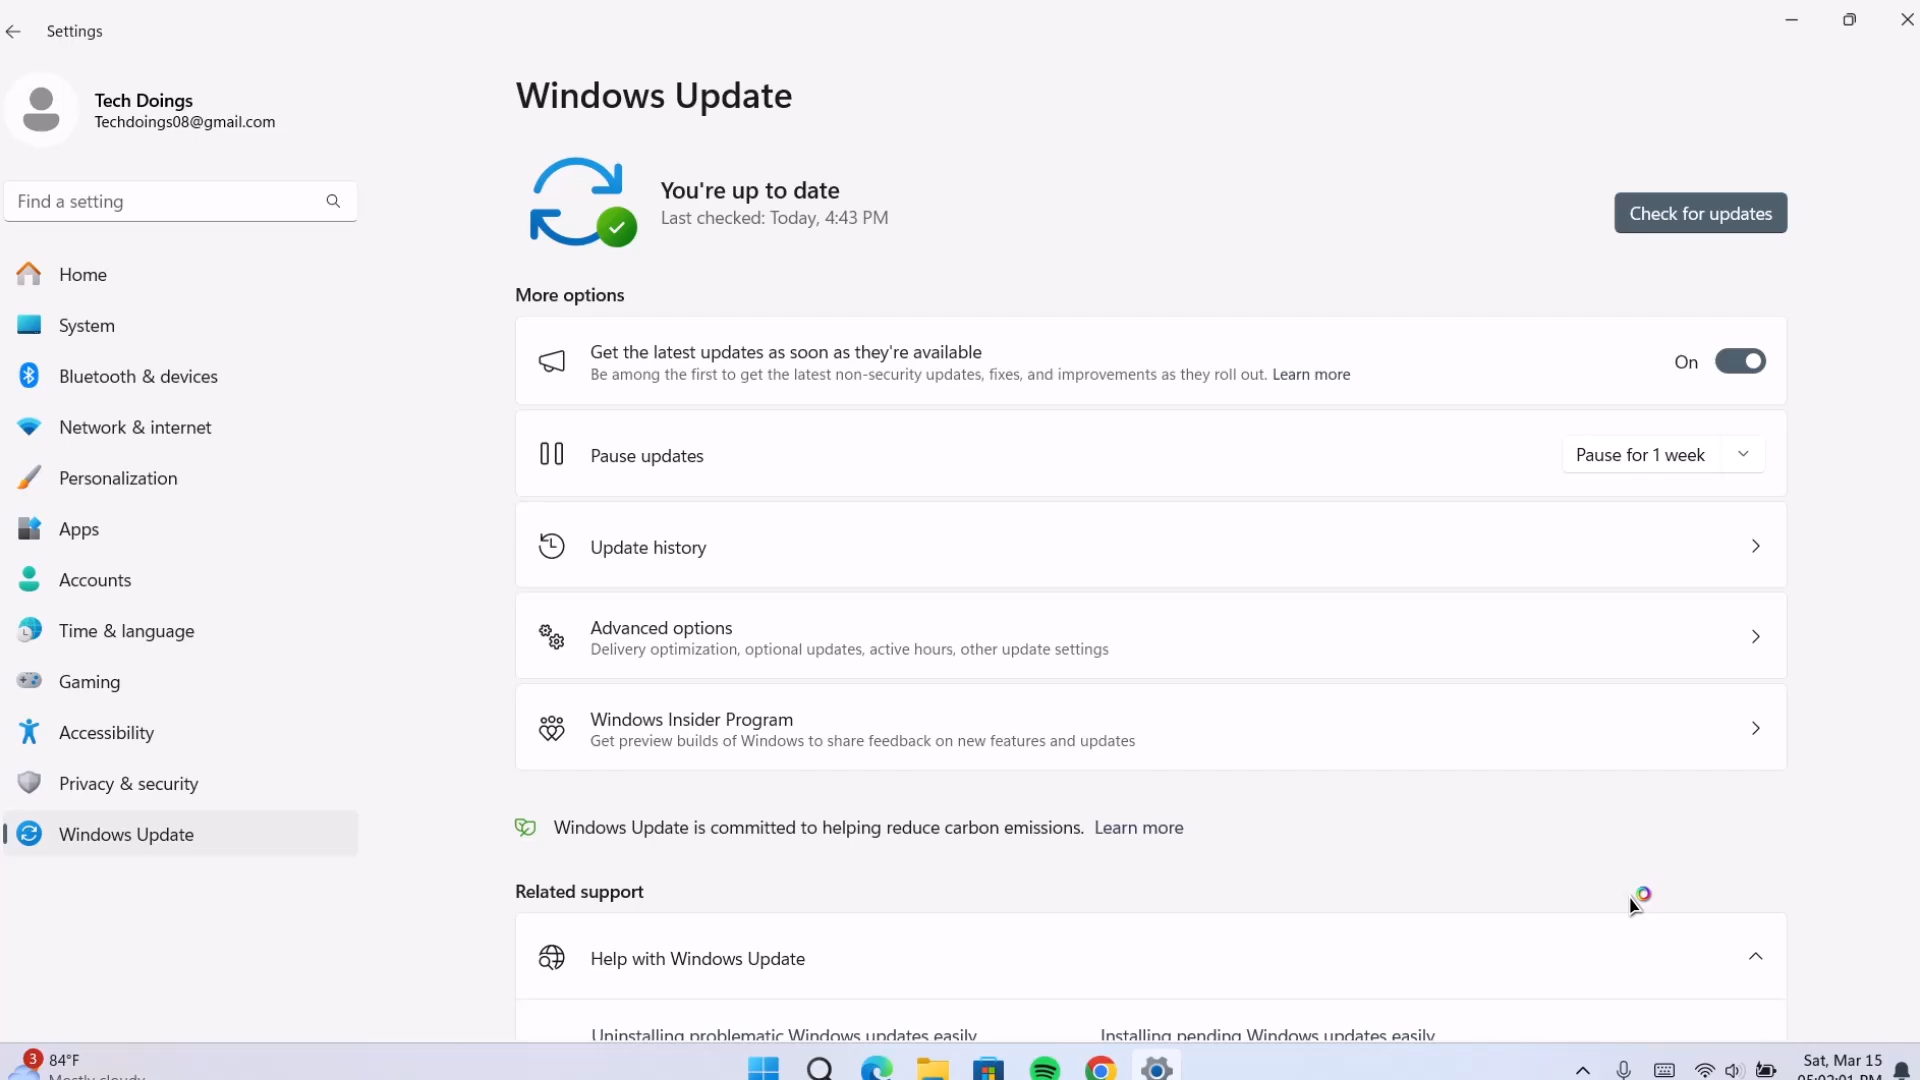 Settings
Tech Doings
Techdoings08@gmail.com
Find a setting
Home
System
Bluetooth & devices
Network & internet
Personalization
Apps
Accounts
Time & language
Gaming
Accessibility
Privacy & security
Windows Update
Windows Update
You're up to date
Last checked: Today, 4:43 PM
Check for updates
More options
Get the latest updates as soon as they're available
On
Be among the first to get the latest non-security updates, fixes, and improvements as they roll out. Learn more
Pause updates
Pause for 1 week
Update history
Advanced options
Delivery optimization, optional updates, active hours, other update settings
Windows Insider Program
Get preview builds of Windows to share feedback on new features and updates
Windows Update is committed to helping reduce carbon emissions. Learn more
Related support
Help with Windows Update
Uninstalling problematic Windows updates easily
Installing pending Windows updates easily
3
84°F
Mostly cloudy
Sat, Mar 15
05:02:01 PM